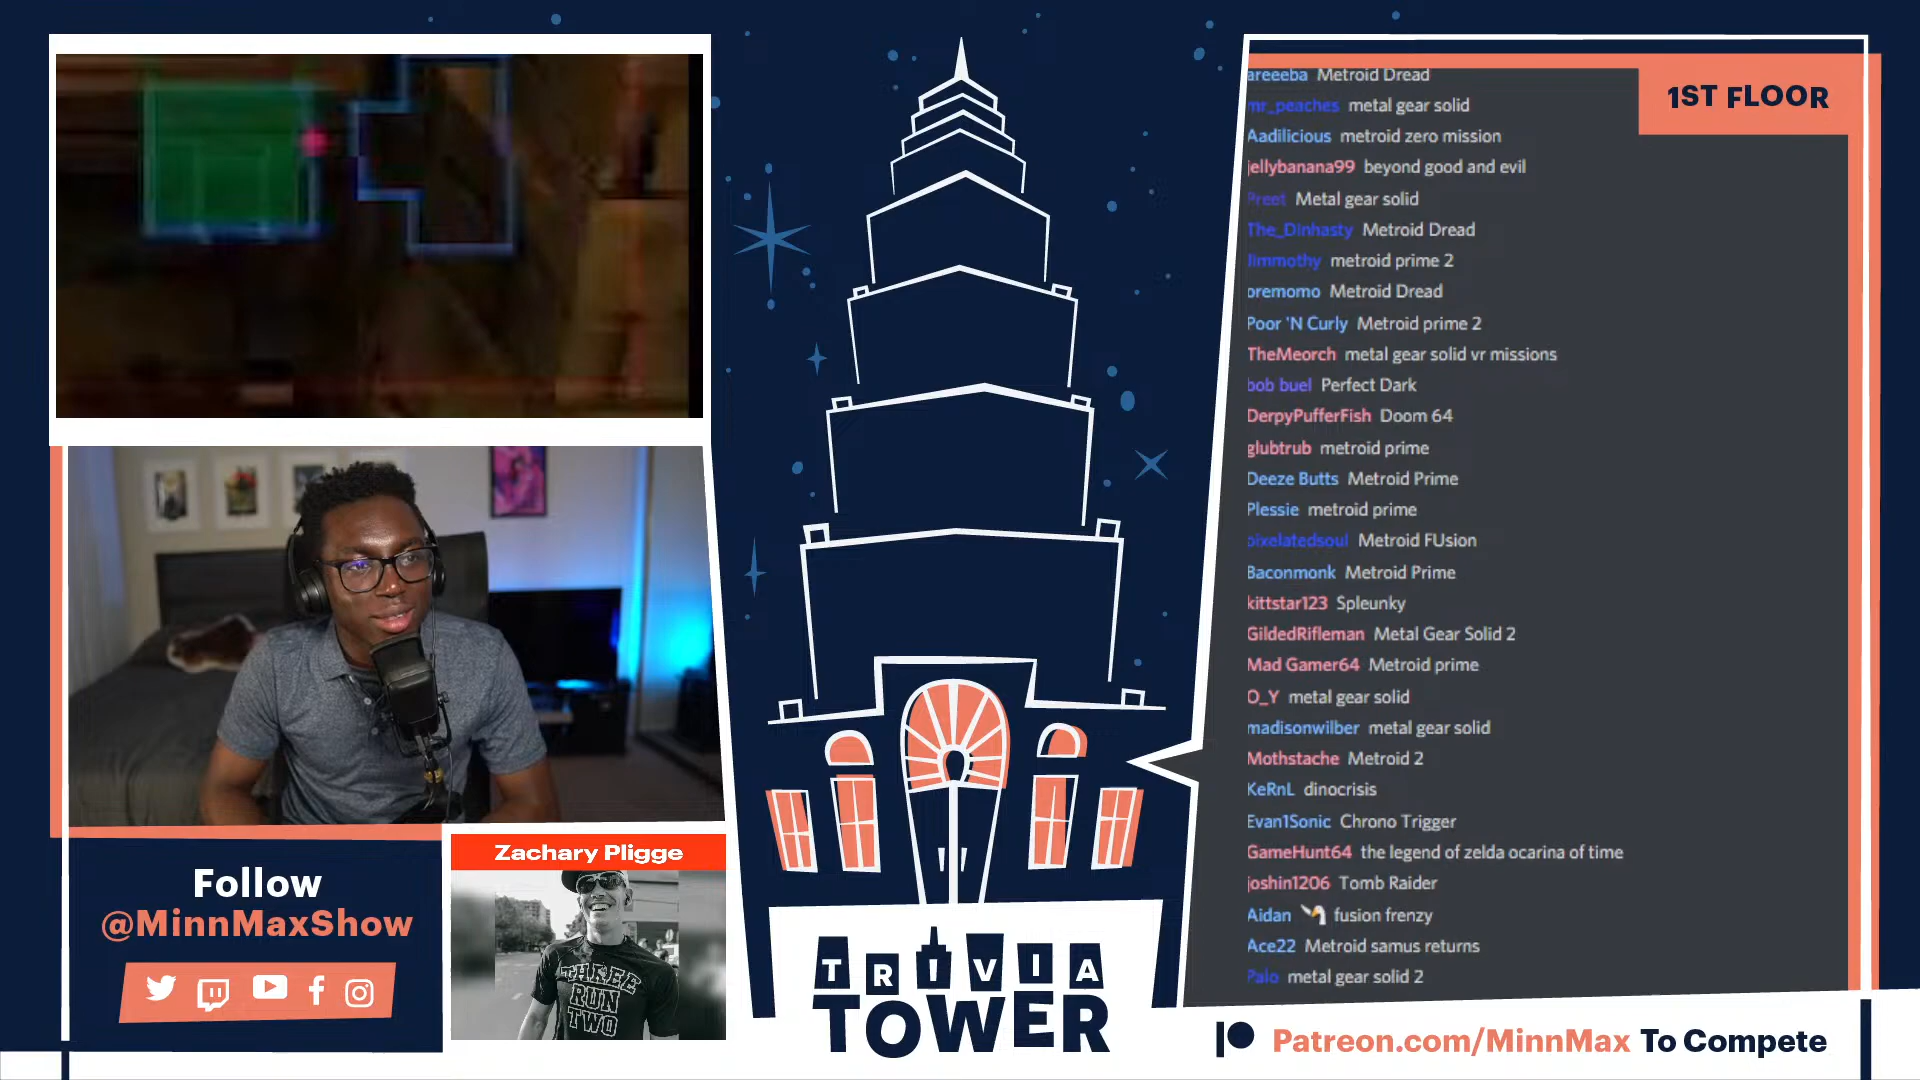 areeeba Metroid Dread
mr_peaches metal gear solid
Aadilicious metroid zero mission
jellybanana99 beyond good and evil
Preet Metal gear solid
The_Dinhasty Metroid Dread
Jimmothy metroid prime 2
oremomo Metroid Dread
Poor 'N Curly Metroid prime 2
TheMeorch metal gear solid vr missions
bob buel Perfect Dark
DerpyPufferFish Doom 64
glubtrub metroid prime
Deeze Butts Metroid Prime
Plessie metroid prime
pixelatedsoul Metroid FUsion
Baconmonk Metroid Prime
kittstar123 Spleunky
GildedRifleman Metal Gear Solid 2
Mad Gamer64 Metroid prime
O_Y metal gear solid
madisonwilber metal gear solid
Mothstache Metroid 2
KeRnL dinocrisis
Evan1Sonic Chrono Trigger
GameHunt64 the legend of zelda ocarina of time
joshin1206 Tomb Raider
Aidan fusion frenzy
Ace22 Metroid samus returns
Palo metal gear solid 2
1ST FLOOR
Follow
@MinnMaxShow
Zachary Pligge
THREE
RUN
TWO
TRIVIA
TOWER
Patreon.com/MinnMax To Compete